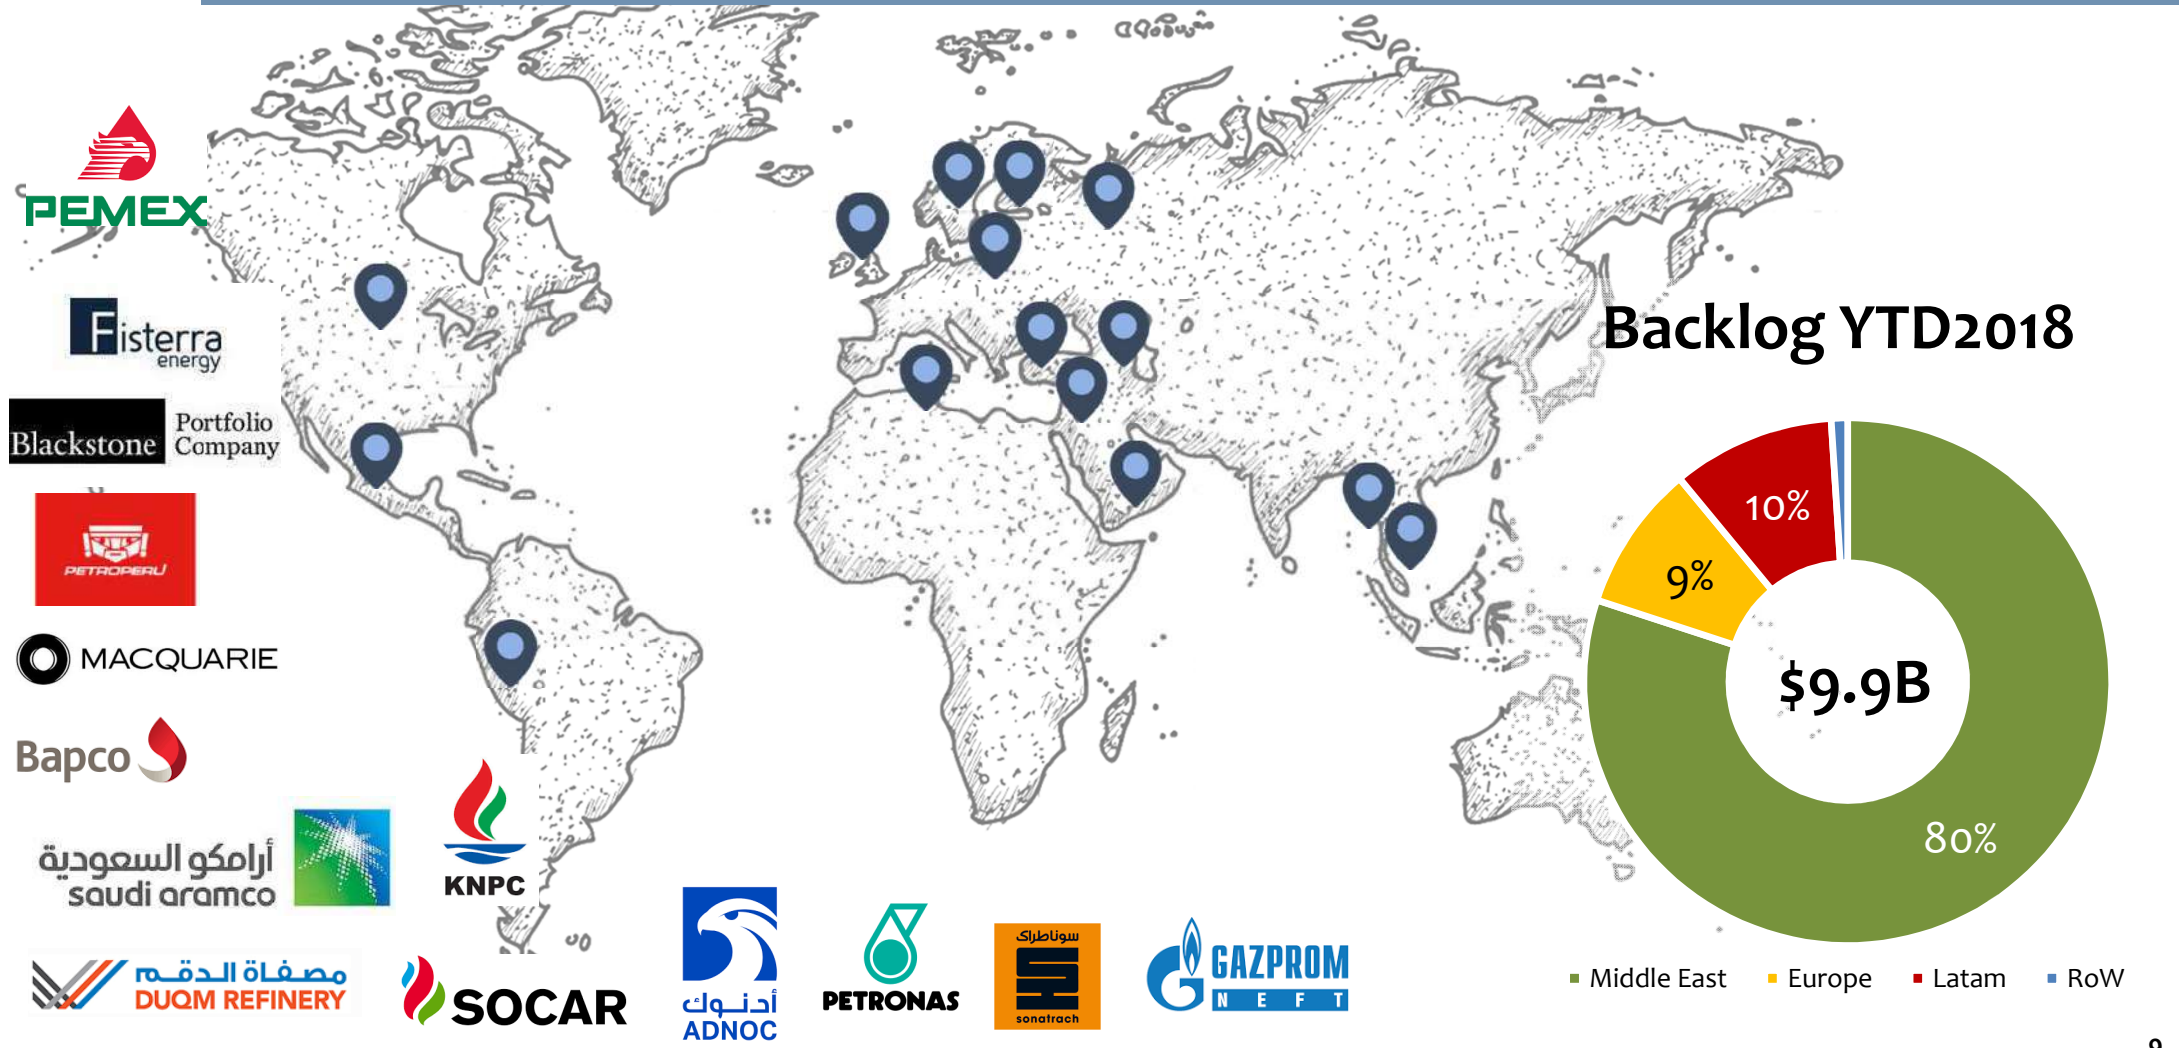 PEMEX
Fisterra
energy
Blackstone
Portfolio
Company
PETROPERU
MACQUARIE
Bapco
أرامكو السعودية
saudi aramco
KNPC
مصفاة الدقم
DUQM REFINERY
SOCAR
أدنوك
ADNOC
PETRONAS
سوناطراك
sonatrach
GAZPROM
NEFT
Backlog YTD2018
10%
9%
$9.9B
80%
Middle East
Europe
Latam
RoW